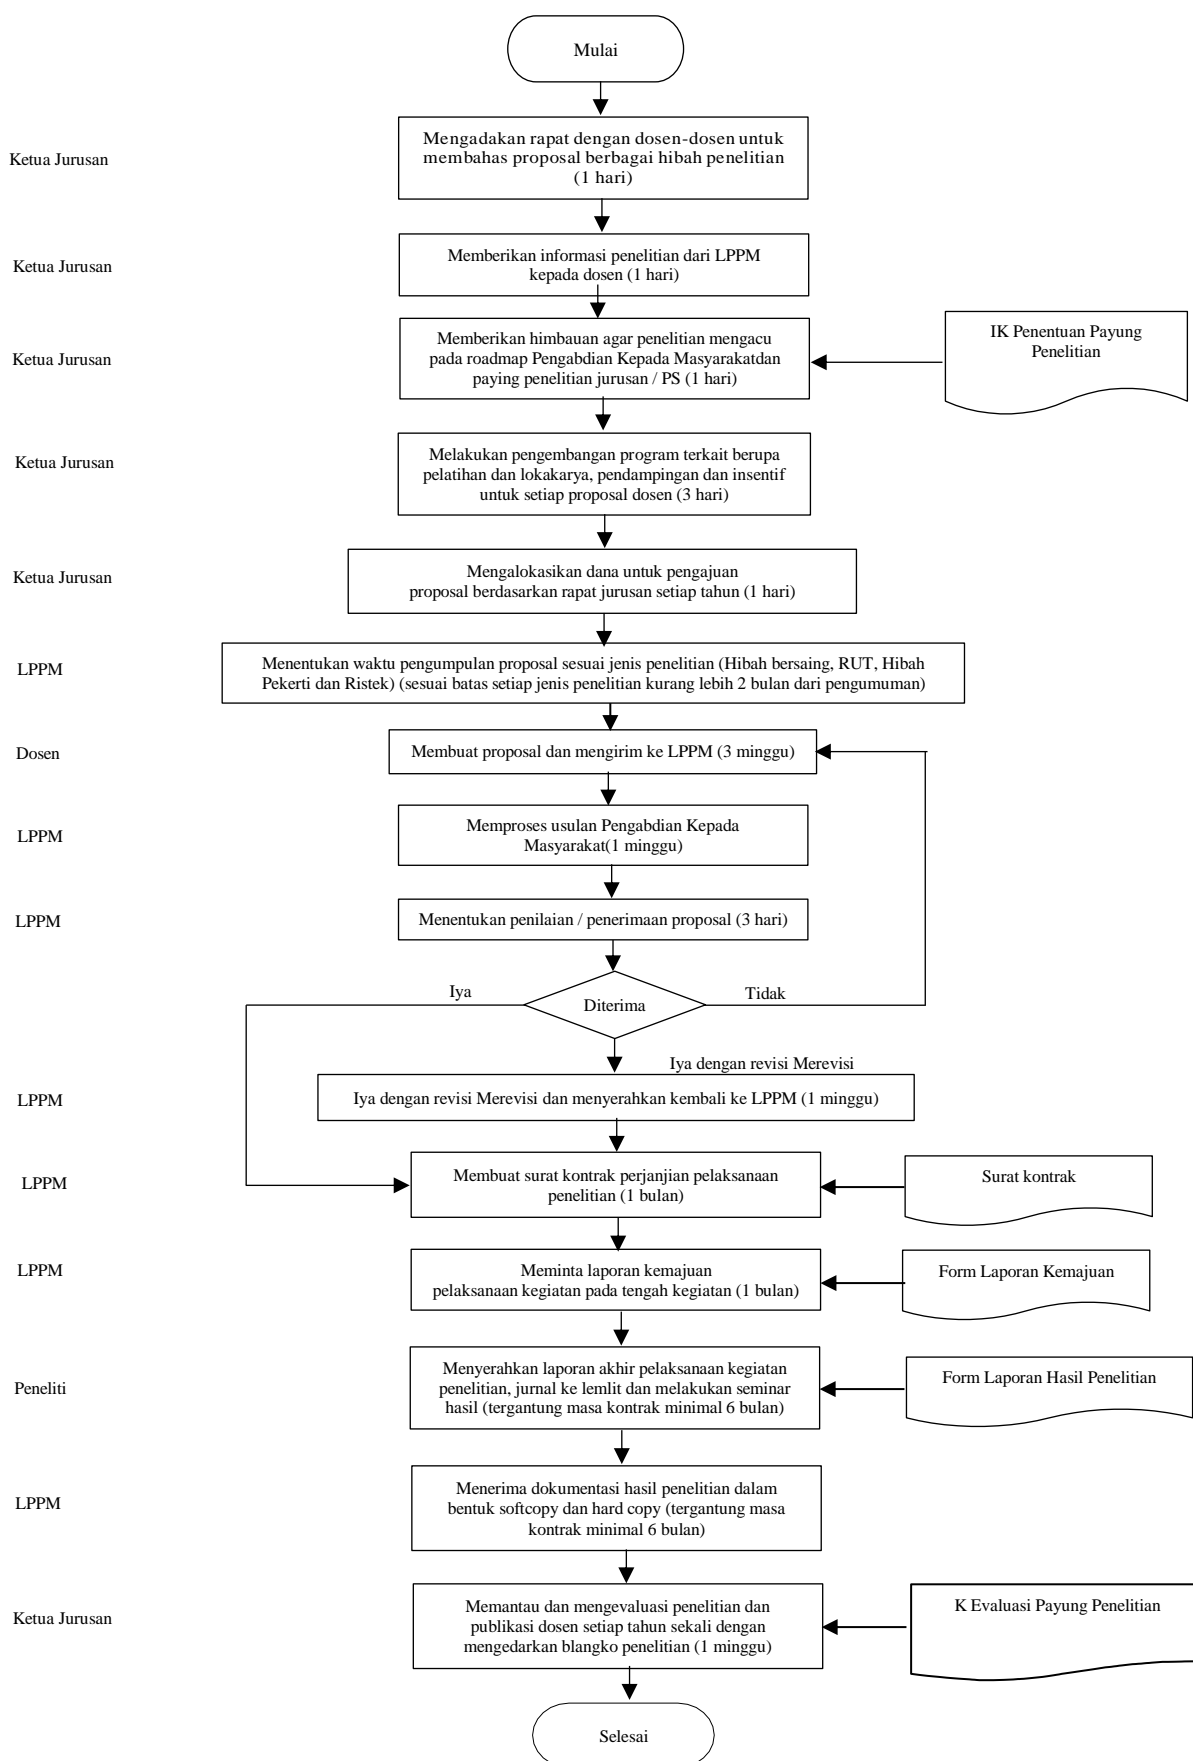 Mulai
Ketua Jurusan
Mengadakan rapat dengan dosen-dosen untuk
membahas proposal berbagai hibah penelitian
(1 hari)
Ketua Jurusan
Memberikan informasi penelitian dari LPPM
kepada dosen (1 hari)
Ketua Jurusan
Memberikan himbauan agar penelitian mengacu
pada roadmap Pengabdian Kepada Masyarakatdan
paying penelitian jurusan / PS (1 hari)
IK Penentuan Payung
Penelitian
Ketua Jurusan
Melakukan pengembangan program terkait berupa
pelatihan dan lokakarya, pendampingan dan insentif
untuk setiap proposal dosen (3 hari)
Ketua Jurusan
Mengalokasikan dana untuk pengajuan
proposal berdasarkan rapat jurusan setiap tahun (1 hari)
LPPM
Menentukan waktu pengumpulan proposal sesuai jenis penelitian (Hibah bersaing, RUT, Hibah
Pekerti dan Ristek) (sesuai batas setiap jenis penelitian kurang lebih 2 bulan dari pengumuman)
Dosen
Membuat proposal dan mengirim ke LPPM (3 minggu)
LPPM
Memproses usulan Pengabdian Kepada
Masyarakat(1 minggu)
LPPM
Menentukan penilaian / penerimaan proposal (3 hari)
Iya
Diterima
Tidak
Iya dengan revisi Merevisi
LPPM
Iya dengan revisi Merevisi dan menyerahkan kembali ke LPPM (1 minggu)
LPPM
Membuat surat kontrak perjanjian pelaksanaan
penelitian (1 bulan)
Surat kontrak
LPPM
Meminta laporan kemajuan
pelaksanaan kegiatan pada tengah kegiatan (1 bulan)
Form Laporan Kemajuan
Peneliti
Menyerahkan laporan akhir pelaksanaan kegiatan
penelitian, jurnal ke lemlit dan melakukan seminar
hasil (tergantung masa kontrak minimal 6 bulan)
Form Laporan Hasil Penelitian
LPPM
Menerima dokumentasi hasil penelitian dalam
bentuk softcopy dan hard copy (tergantung masa
kontrak minimal 6 bulan)
Ketua Jurusan
Memantau dan mengevaluasi penelitian dan
publikasi dosen setiap tahun sekali dengan
mengedarkan blangko penelitian (1 minggu)
K Evaluasi Payung Penelitian
Selesai